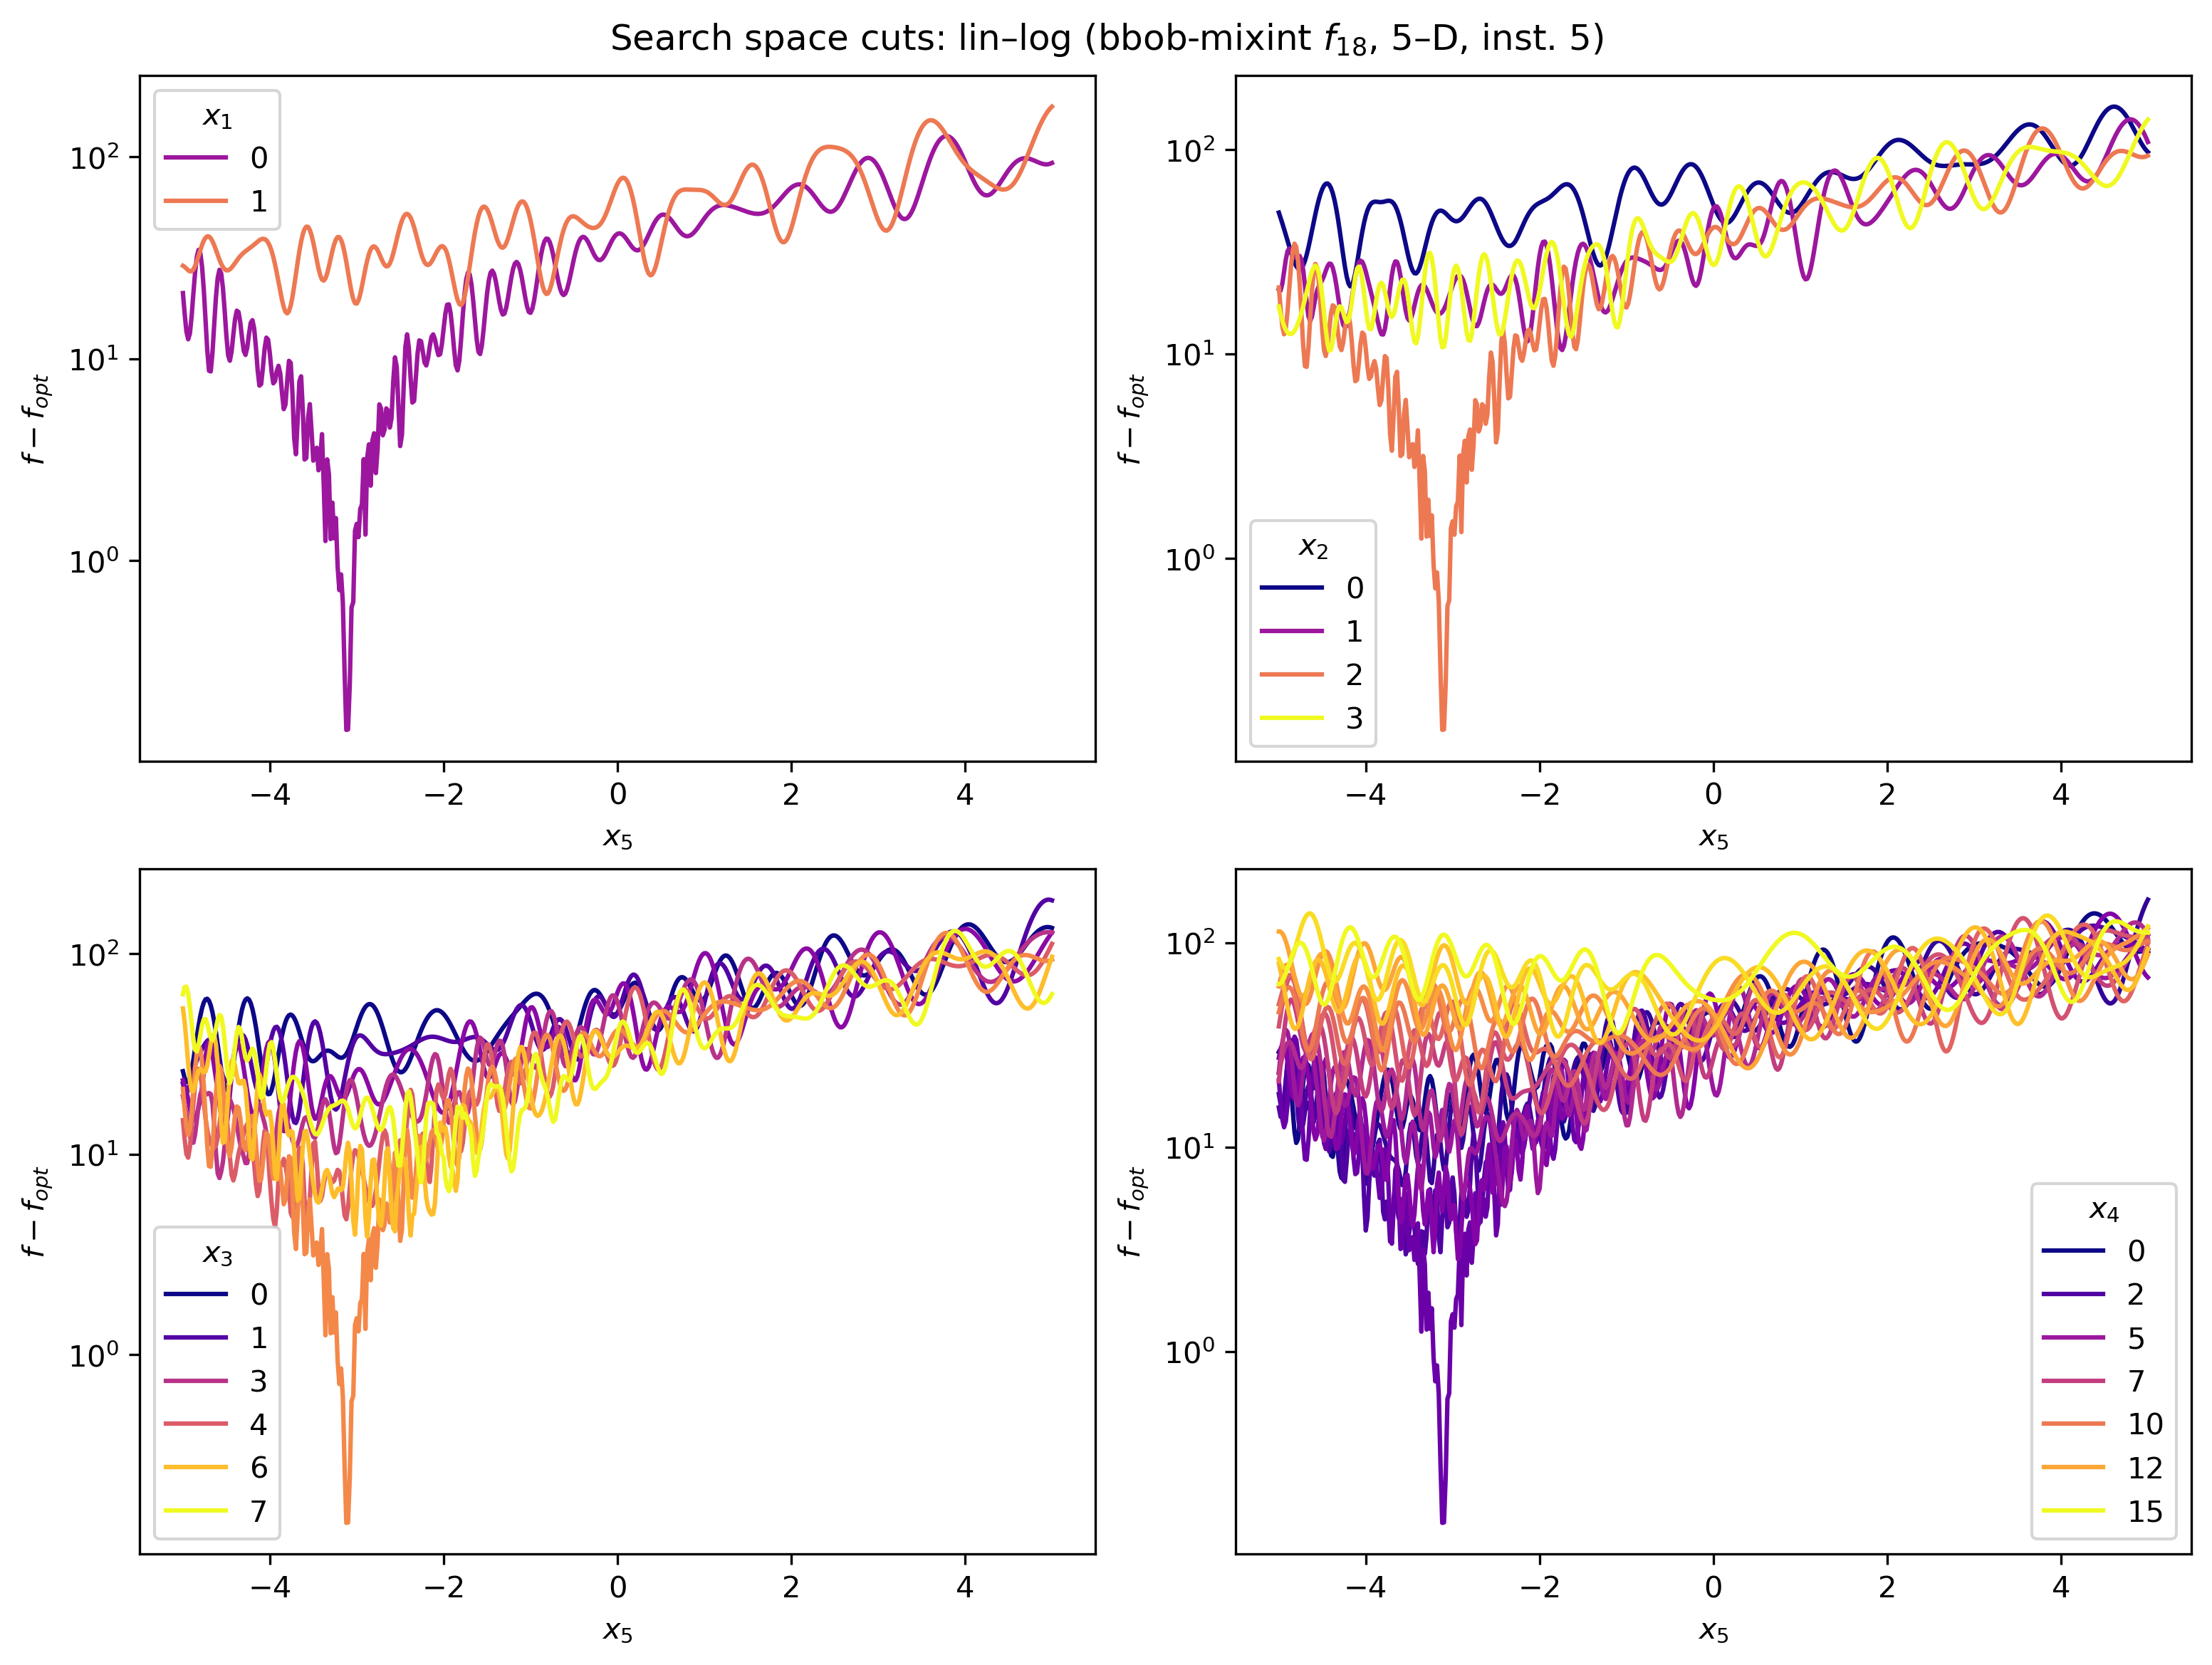 Search space cuts: lin–log (bbob-mixint f18, 5–D, inst. 5)
x1
0
1
10^2
10^1
10^0
f − fopt
−4 −2 0 2 4
x5
x2
0
1
2
3
10^2
10^1
10^0
f − fopt
−4 −2 0 2 4
x5
x3
0
1
3
4
6
7
10^2
10^1
10^0
f − fopt
−4 −2 0 2 4
x5
x4
0
2
5
7
10
12
15
10^2
10^1
10^0
f − fopt
−4 −2 0 2 4
x5